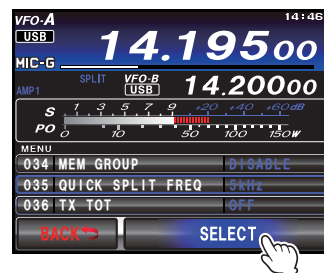 VFO-A 14:46
USB 14.19500
MIC-G
SPLIT VFO-B
AMP1 USB 14.20000
S 1 3 5 7 9 +20 +40 +60dB
PO 0 10 50 100 150W
MENU
034 MEM GROUP DISABLE
035 QUICK SPLIT FREQ 5kHz
036 TX TOT OFF
BACK SELECT